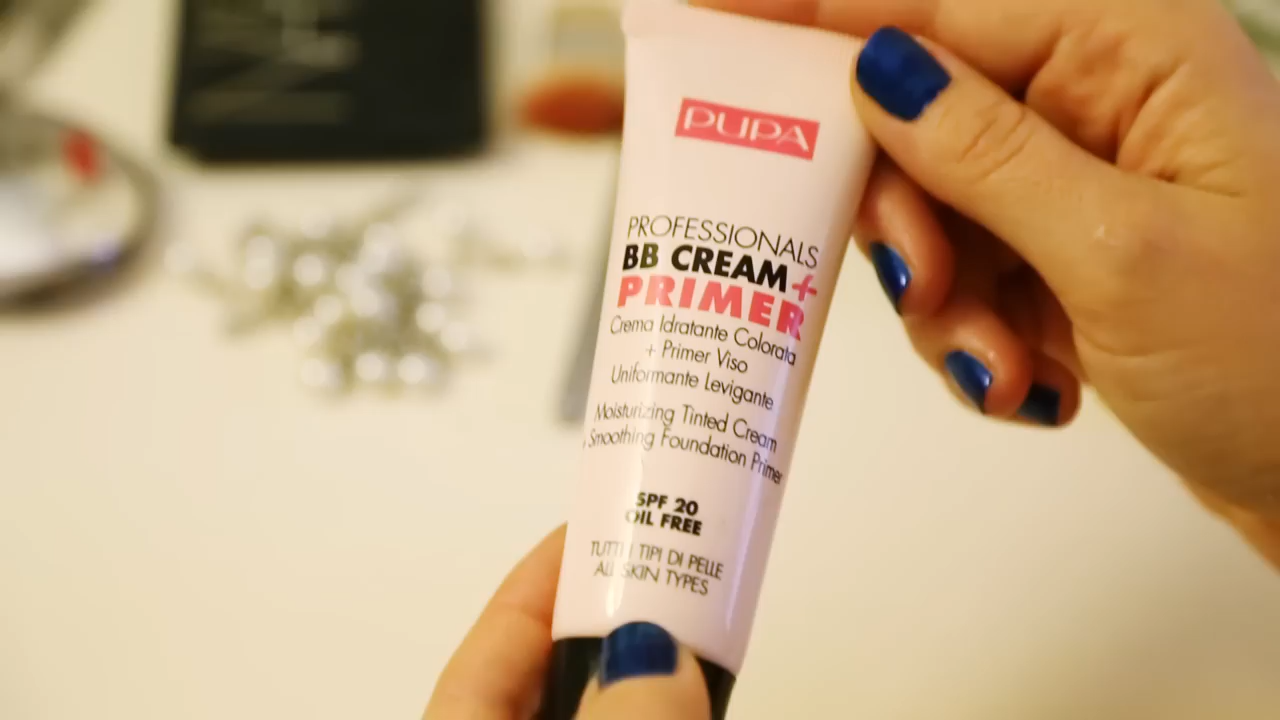 PUPA
PROFESSIONALS
BB CREAM+
PRIMER
Crema Idratante Colorata
+ Primer Viso
Uniformante Levigante
Moisturizing Tinted Cream
Smoothing Foundation Primer
SPF 20
OIL FREE
TUTTI I TIPI DI PELLE
ALL SKIN TYPES